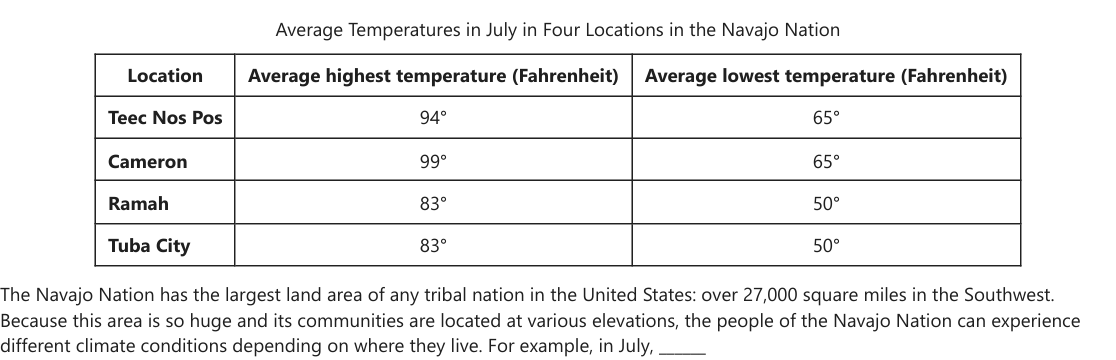 Average Temperatures in July in Four Locations in the Navajo Nation
Location Average highest temperature (Fahrenheit) Average lowest temperature (Fahrenheit)
Teec Nos Pos 94° 65°
Cameron 99° 65°
Ramah 83° 50°
Tuba City 83° 50°
The Navajo Nation has the largest land area of any tribal nation in the United States: over 27,000 square miles in the Southwest.
Because this area is so huge and its communities are located at various elevations, the people of the Navajo Nation can experience
different climate conditions depending on where they live. For example, in July, _____